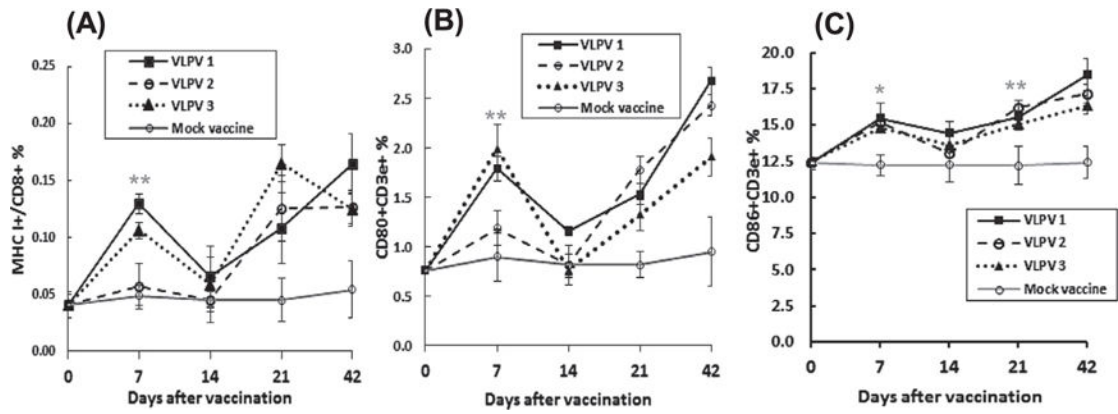 (A)
MHC I+/CD8+ %
0.25
0.20
0.15
0.10
0.05
0.00
VLPV 1
VLPV 2
VLPV 3
Mock vaccine
**
0 7 14 21 42
Days after vaccination
(B)
CD80+CD3e+ %
3.0
2.5
2.0
1.5
1.0
0.5
0.0
VLPV 1
VLPV 2
VLPV 3
Mock vaccine
**
0 7 14 21 42
Days after vaccination
(C)
CD86+CD3e+ %
20.0
17.5
15.0
12.5
10.0
7.5
5.0
2.5
0.0
*
**
VLPV 1
VLPV 2
VLPV 3
Mock vaccine
0 7 14 21 42
Days after vaccination